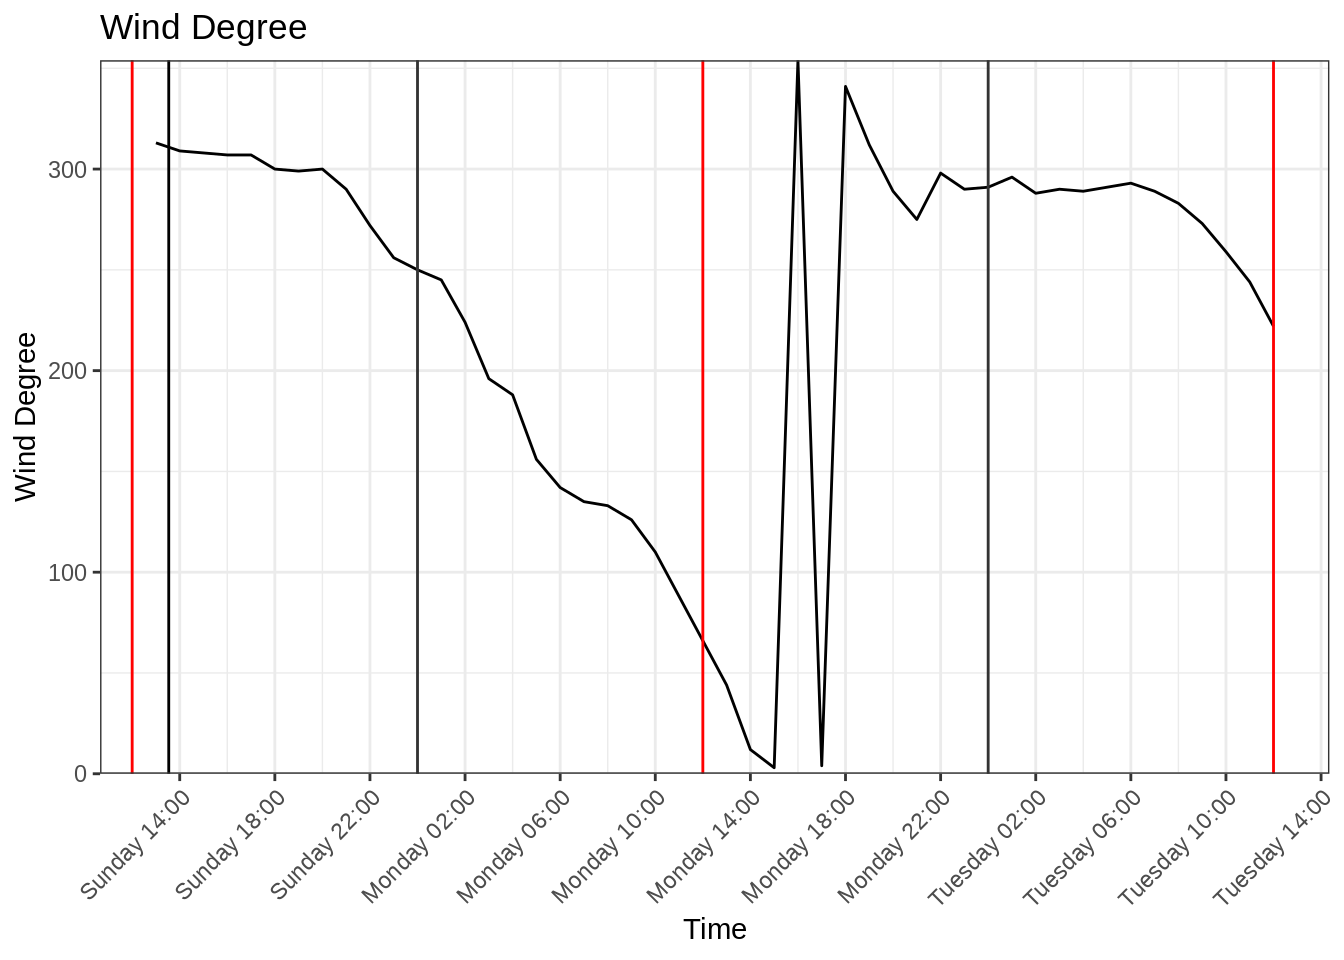 Wind Degree
Wind Degree
300
200
100
0
Sunday 14:00
Sunday 18:00
Sunday 22:00
Monday 02:00
Monday 06:00
Monday 10:00
Monday 14:00
Monday 18:00
Monday 22:00
Tuesday 02:00
Tuesday 06:00
Tuesday 10:00
Tuesday 14:00
Time